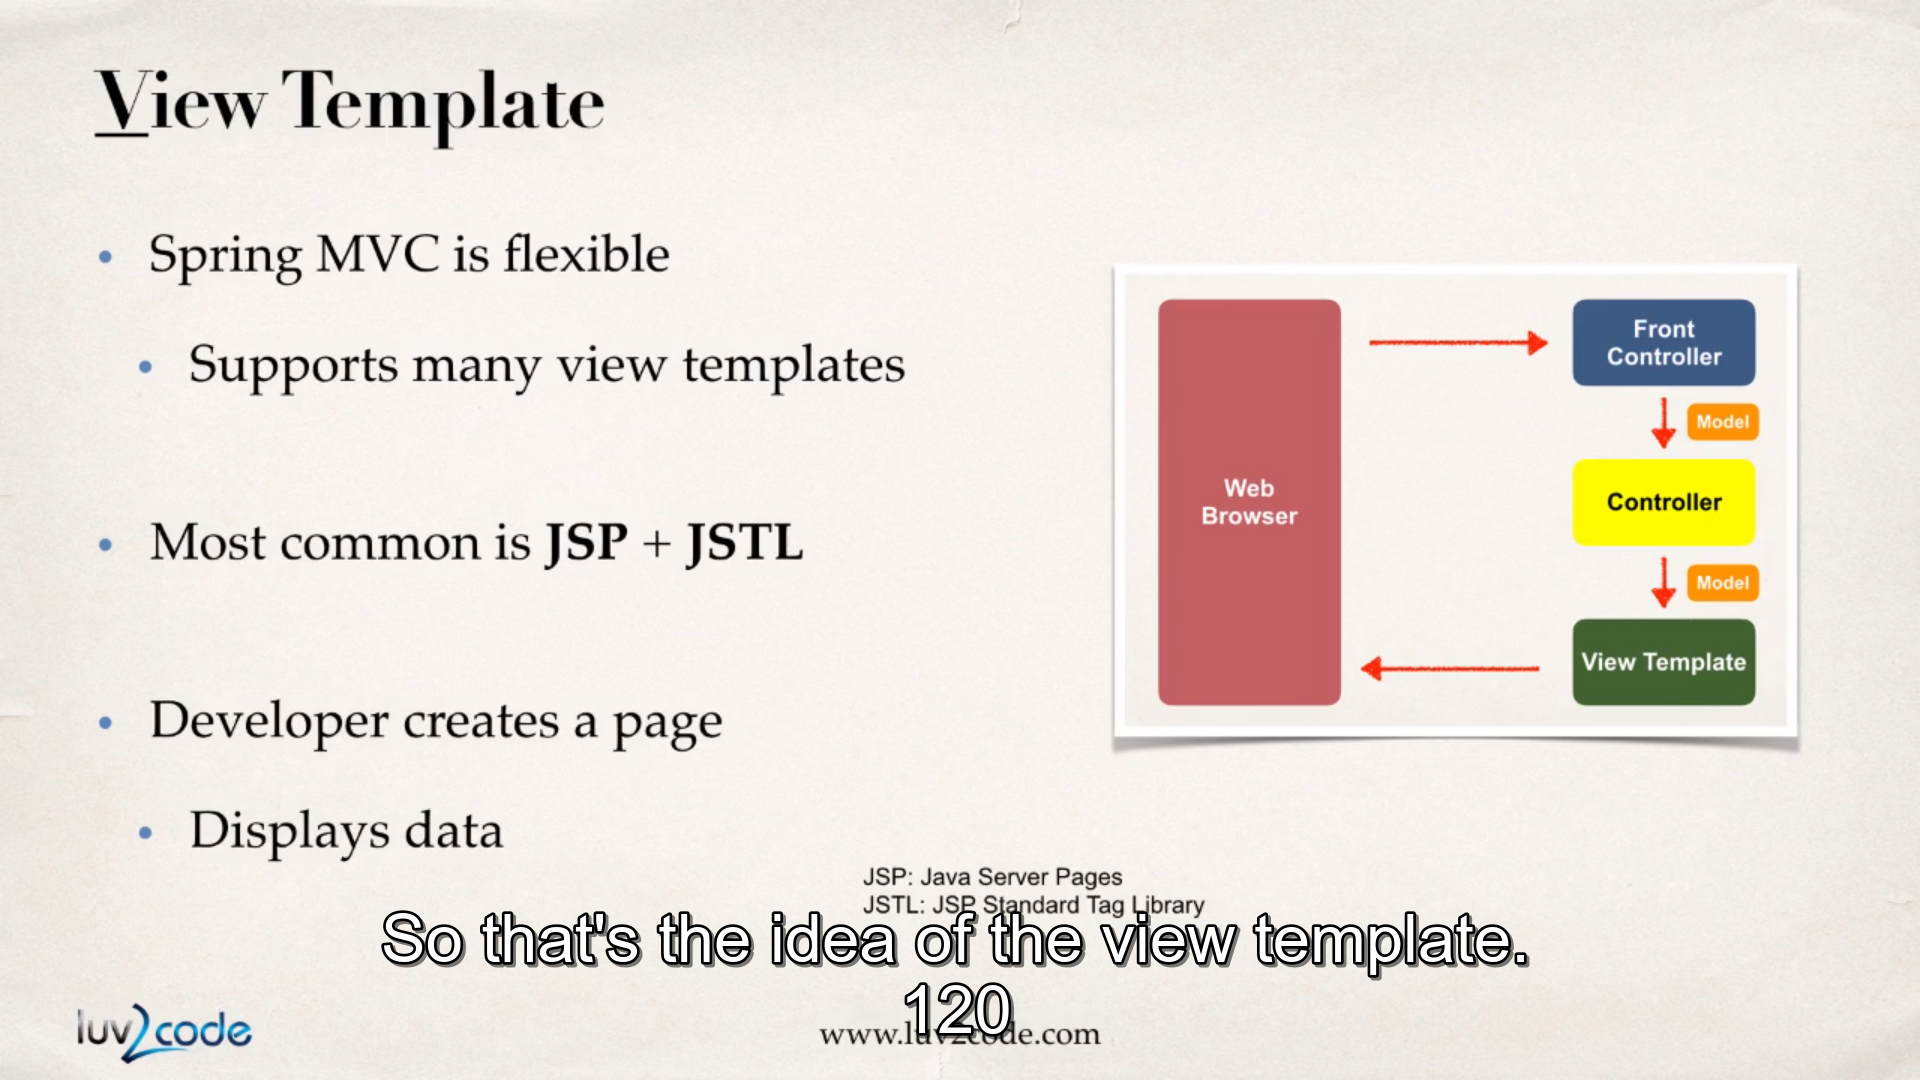 View Template
• Spring MVC is flexible
• Supports many view templates
• Most common is JSP + JSTL
• Developer creates a page
• Displays data
Web
Browser
Front
Controller
Model
Controller
Model
View Template
JSP: Java Server Pages
JSTL: JSP Standard Tag Library
So that's the idea of the view template.
120
luv2code
www.luv2code.com